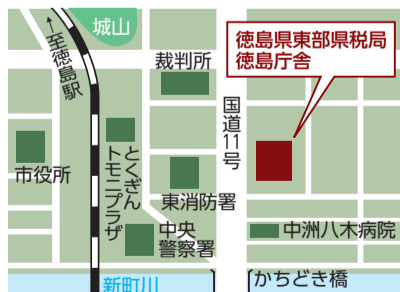 城山
←至徳島駅
裁判所
徳島県東部県税局
徳島庁舎
国道11号
市役所
とくぎん
トモニプラザ
東消防署
中央
警察署
中洲八木病院
新町川
かちどき橋